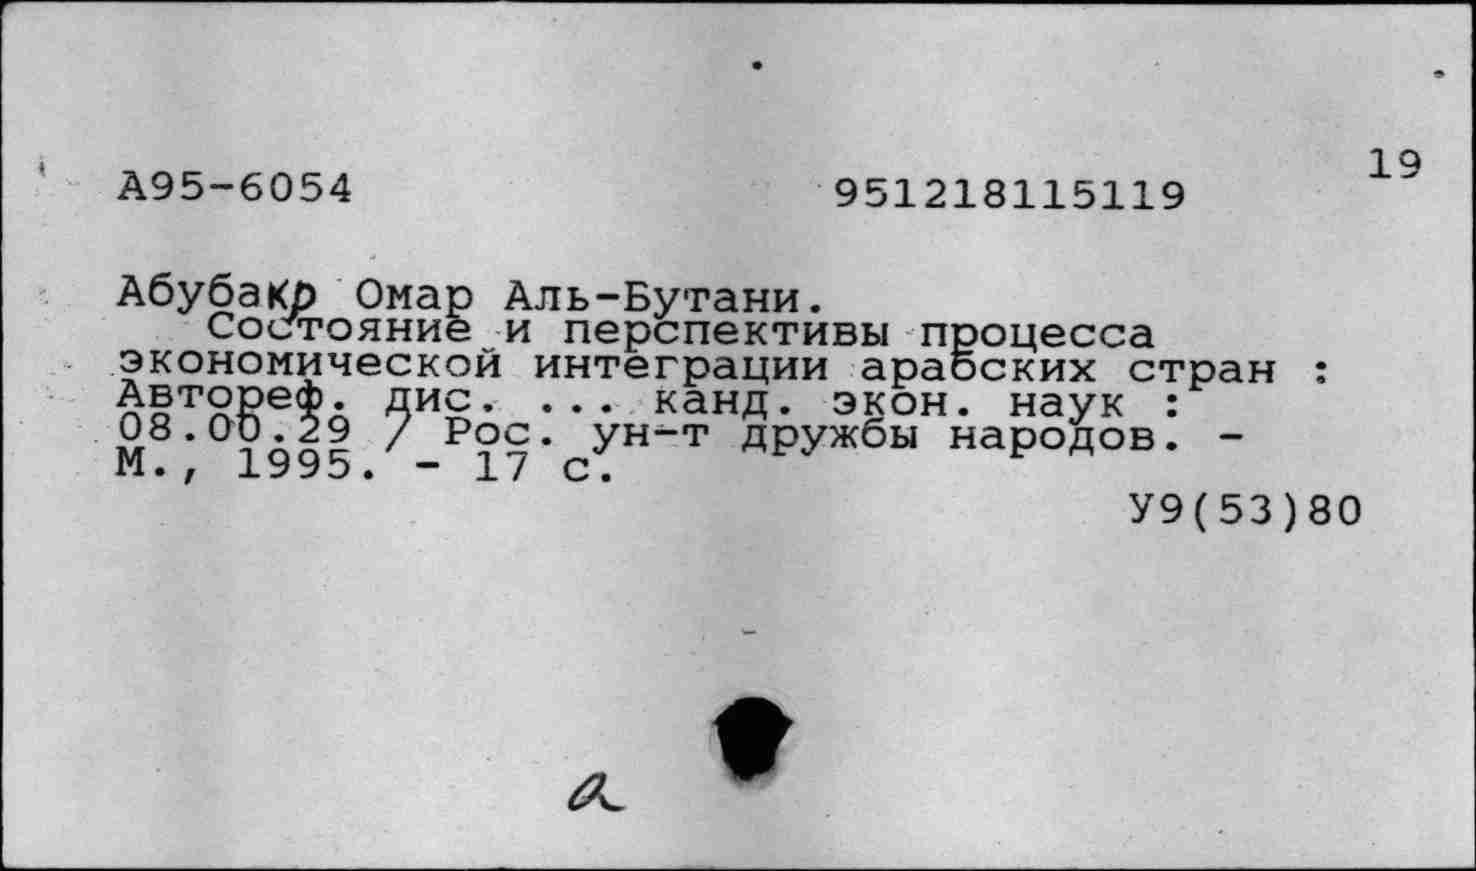 19
А95-6054 951218115119
Абубакр Омар Аль-Бутани.
Состояние и перспективы процесса
экономической интеграции арабских стран :
Автореф. дис. ... канд. экон. наук :
08.00.29 / Рос. ун-т дружбы народов. -
М., 1995. - 17 с.
У9(53)80
а